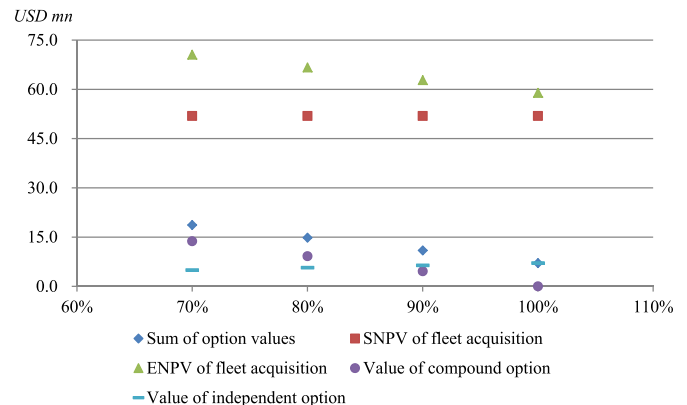 USD mn
75.0
60.0
45.0
30.0
15.0
0.0
60% 70% 80% 90% 100% 110%
Sum of option values SNPV of fleet acquisition
ENPV of fleet acquisition Value of compound option
Value of independent option